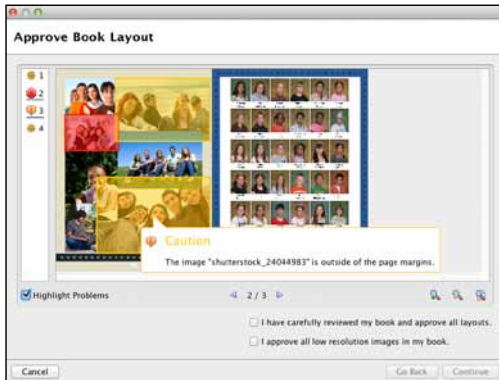 Approve Book Layout
1
2
3
4
Caution
The image "shutterstock_24044983" is outside of the page margins.
Highlight Problems
2 / 3
I have carefully reviewed my book and approve all layouts.
I approve all low resolution images in my book.
Cancel
Go Back
Continue